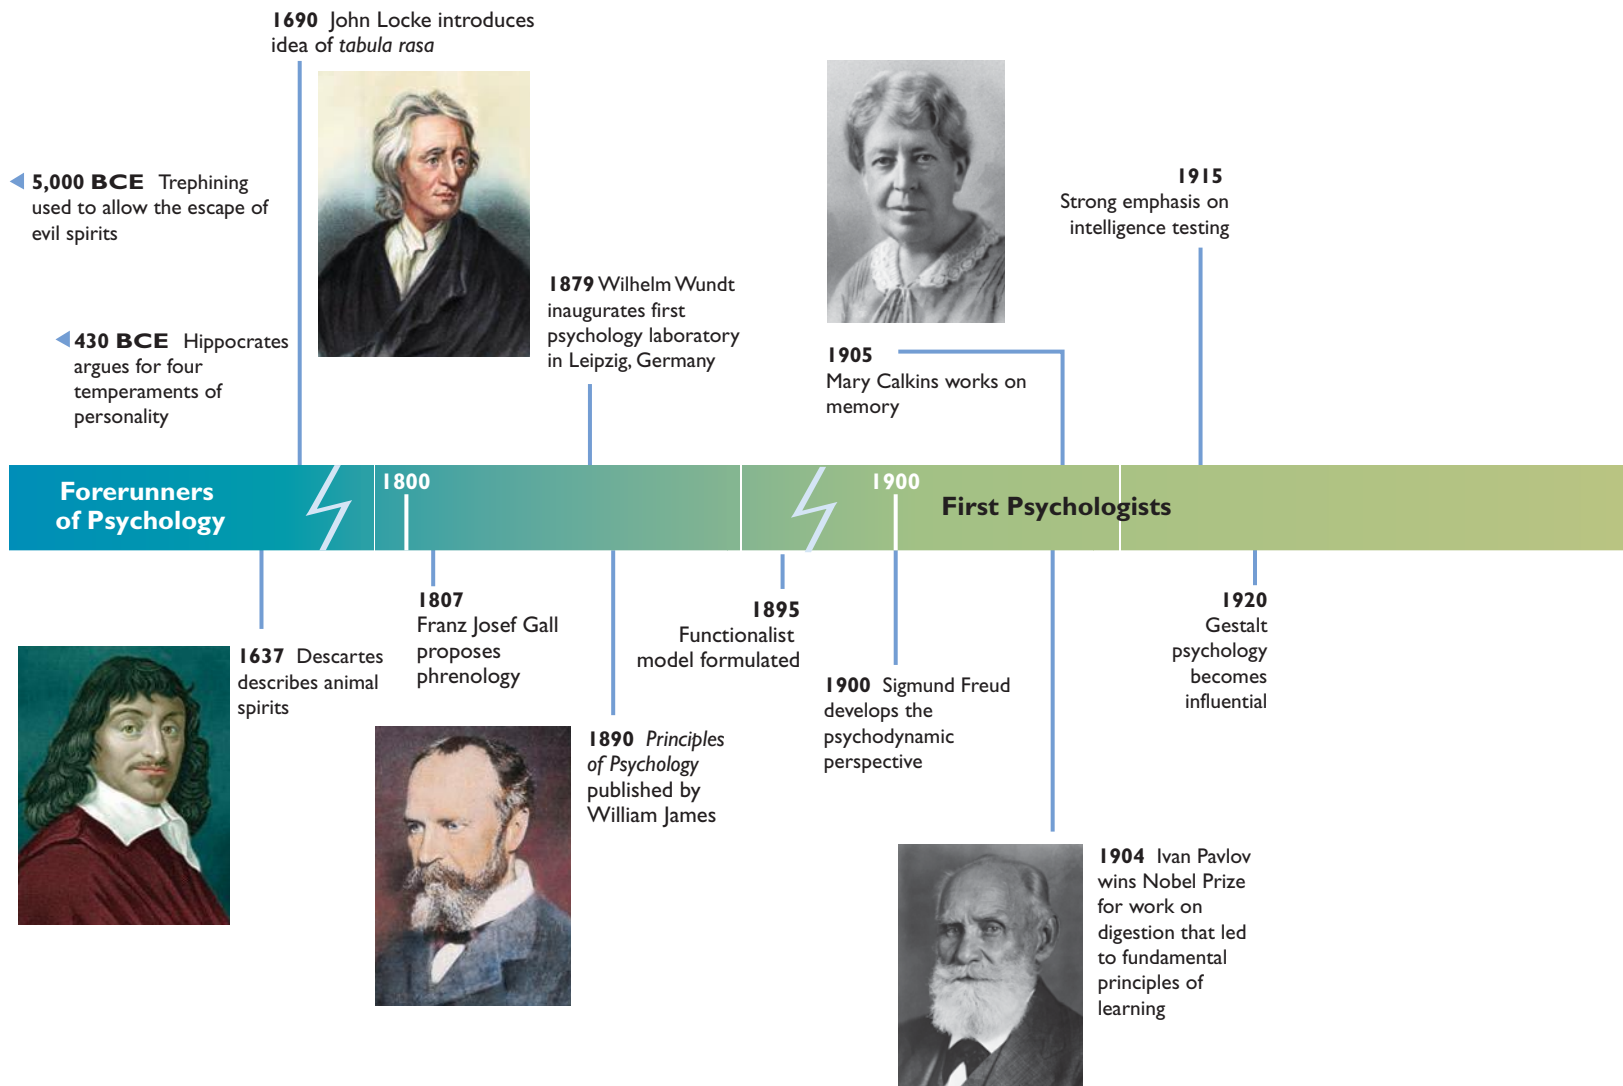 1690 John Locke introduces
idea of tabula rasa
5,000 BCE Trephining
used to allow the escape of
evil spirits
430 BCE Hippocrates
argues for four
temperaments of
personality
1879 Wilhelm Wundt
inaugurates first
psychology laboratory
in Leipzig, Germany
1905
Mary Calkins works on
memory
1915
Strong emphasis on
intelligence testing
Forerunners
of Psychology
1800
1900
First Psychologists
1637 Descartes
describes animal
spirits
1807
Franz Josef Gall
proposes
phrenology
1890 Principles
of Psychology
published by
William James
1895
Functionalist
model formulated
1900 Sigmund Freud
develops the
psychodynamic
perspective
1904 Ivan Pavlov
wins Nobel Prize
for work on
digestion that led
to fundamental
principles of
learning
1920
Gestalt
psychology
becomes
influential